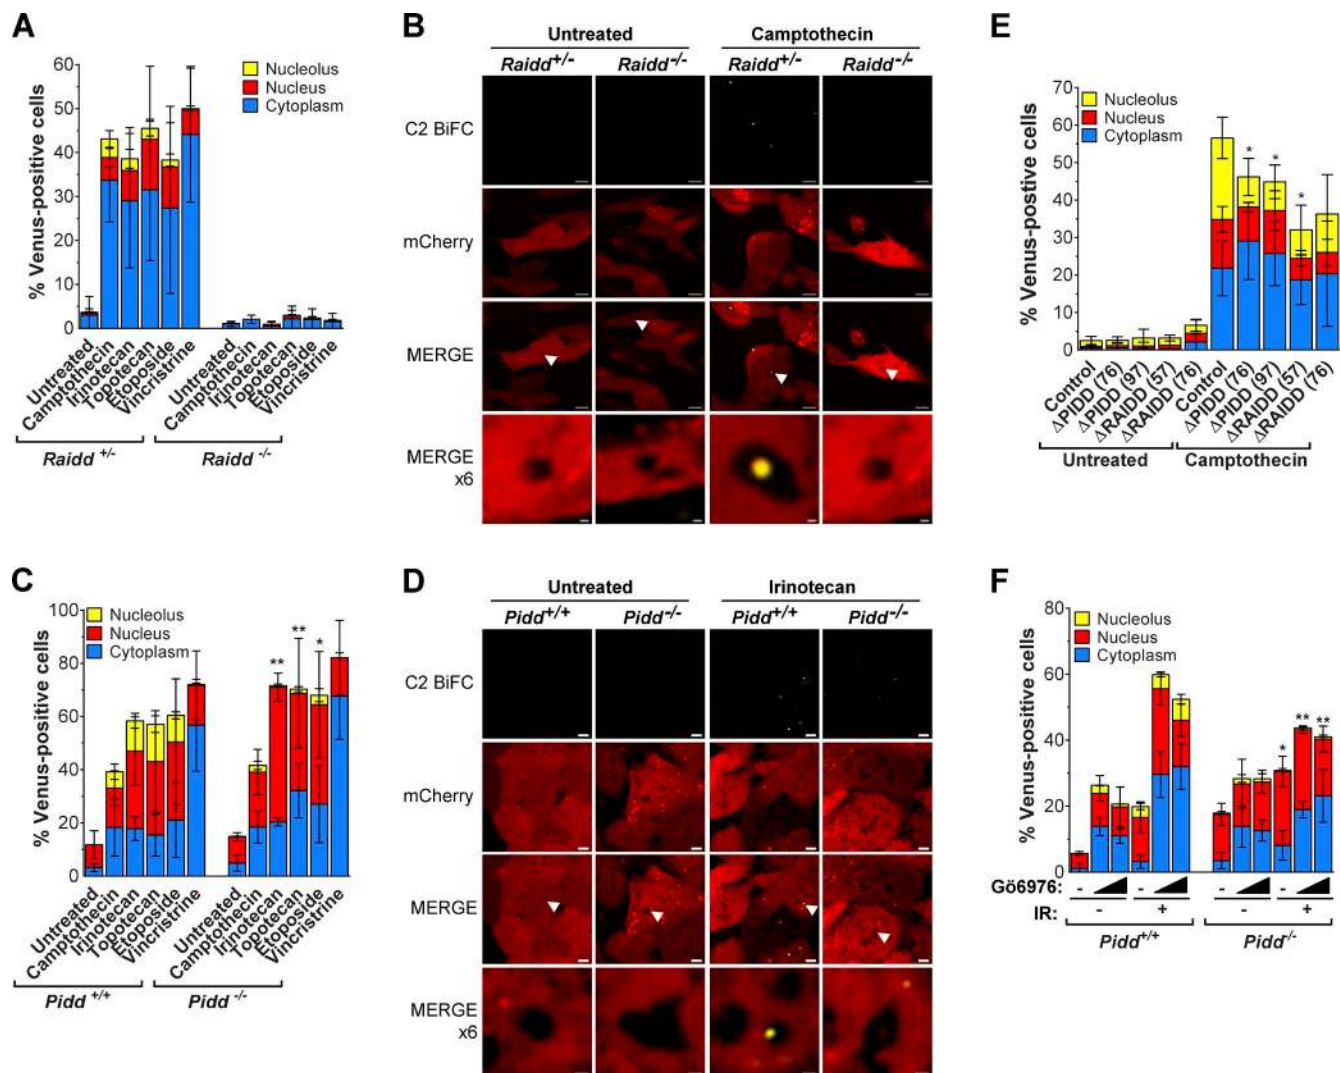 A
% Venus-positive cells
60
50
40
30
20
10
0
Nucleolus
Nucleus
Cytoplasm
Untreated
Camptothecin
Irinotecan
Topotecan
Etoposide
Vincristine
Untreated
Camptothecin
Irinotecan
Topotecan
Etoposide
Vincristine
Raidd +/-
Raidd -/-
B
Untreated
Camptothecin
Raidd+/-
Raidd-/-
Raidd+/-
Raidd-/-
C2 BiFC
mCherry
MERGE
MERGE
x6
E
% Venus-postive cells
70
60
50
40
30
20
10
0
Nucleolus
Nucleus
Cytoplasm
*
*
*
Control
ΔPIDD (76)
ΔPIDD (97)
ΔRAIDD (57)
ΔRAIDD (76)
Control
ΔPIDD (76)
ΔPIDD (97)
ΔRAIDD (57)
ΔRAIDD (76)
Untreated
Camptothecin
C
% Venus-positive cells
100
80
60
40
20
0
Nucleolus
Nucleus
Cytoplasm
**
**
*
Untreated
Camptothecin
Irinotecan
Topotecan
Etoposide
Vincristine
Untreated
Camptothecin
Irinotecan
Topotecan
Etoposide
Vincristine
Pidd +/+
Pidd -/-
D
Untreated
Irinotecan
Pidd+/+
Pidd-/-
Pidd+/+
Pidd-/-
C2 BiFC
mCherry
MERGE
MERGE
x6
F
% Venus-positive cells
80
60
40
20
0
Nucleolus
Nucleus
Cytoplasm
*
**
**
Gö6976: - - - -
IR: - + - +
Pidd+/+
Pidd-/-